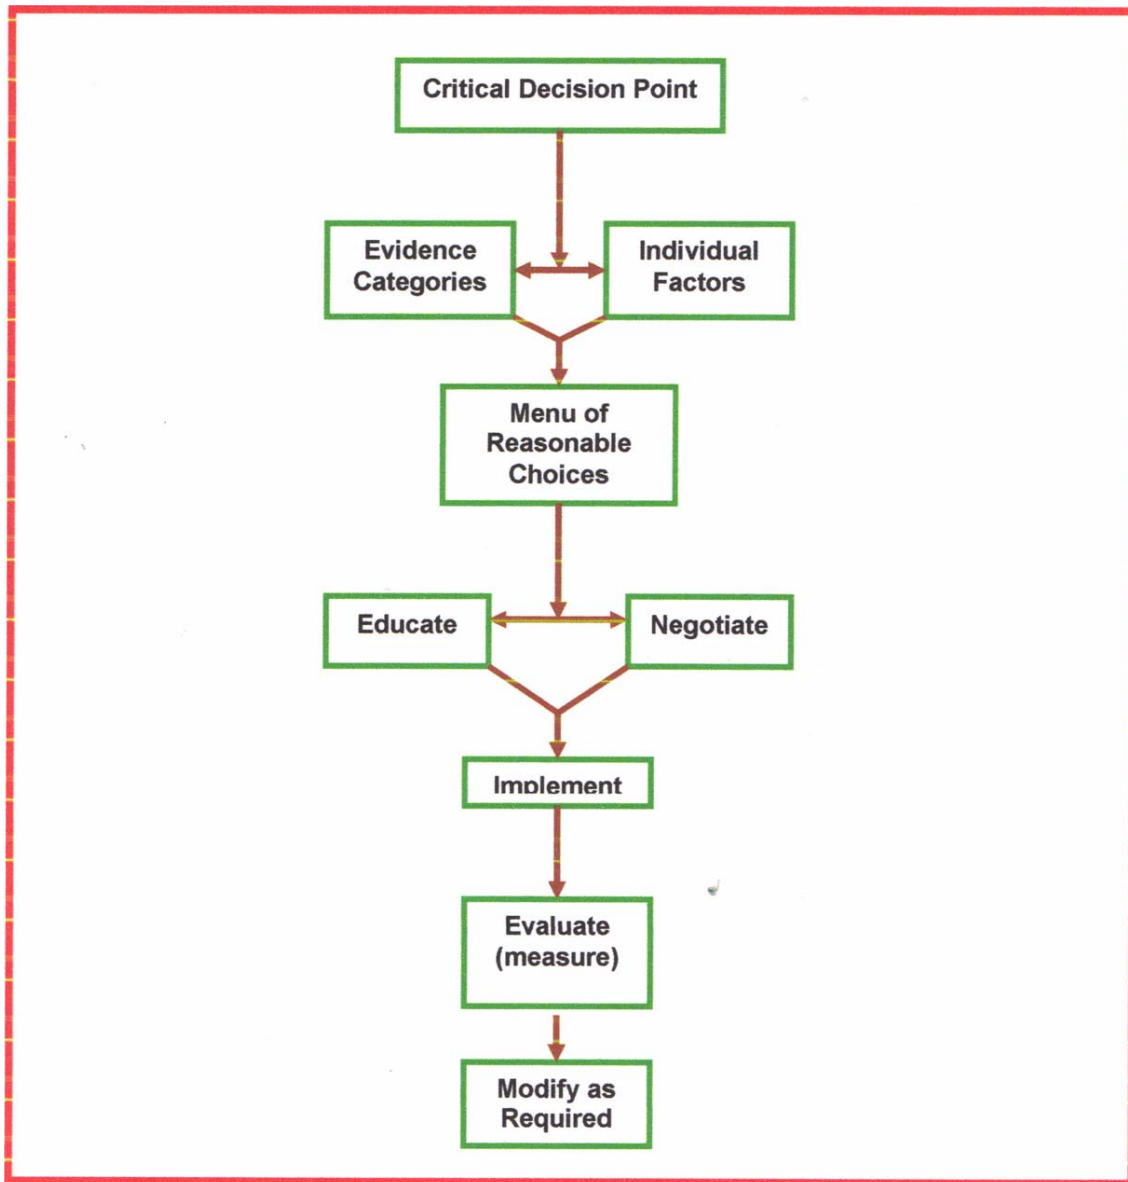 Critical Decision Point
Evidence
Categories
Individual
Factors
Menu of
Reasonable
Choices
Educate
Negotiate
Implement
Evaluate
(measure)
Modify as
Required